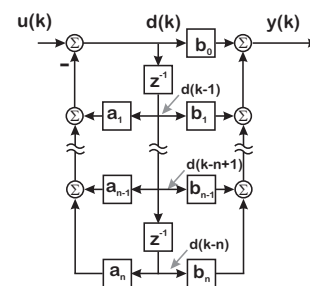 u(k) d(k) y(k)
Σ b₀ Σ
−
z⁻¹
d(k-1)
Σ a₁ b₁ Σ
d(k-n+1)
Σ aₙ₋₁ bₙ₋₁ Σ
z⁻¹
d(k-n)
aₙ bₙ